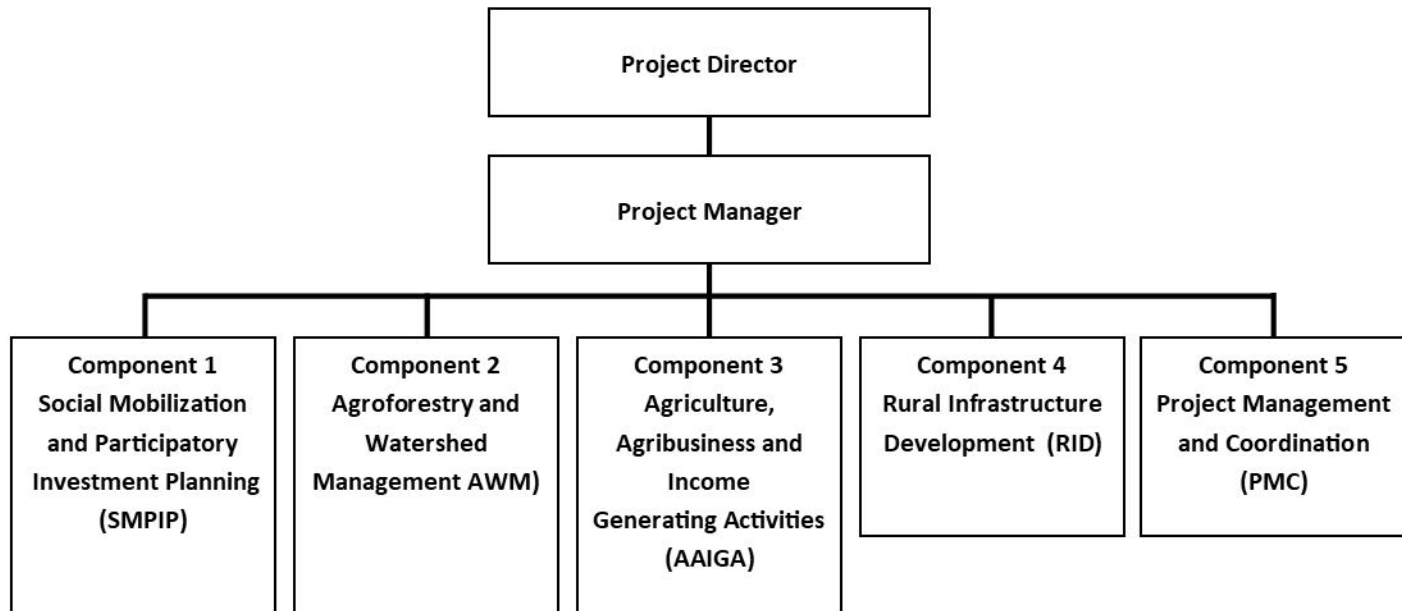 Project Director
Project Manager
Component 1
Social Mobilization
and Participatory
Investment Planning
(SMPIP)
Component 2
Agroforestry and
Watershed
Management AWM)
Component 3
Agriculture,
Agribusiness and
Income
Generating Activities
(AAIGA)
Component 4
Rural Infrastructure
Development (RID)
Component 5
Project Management
and Coordination
(PMC)